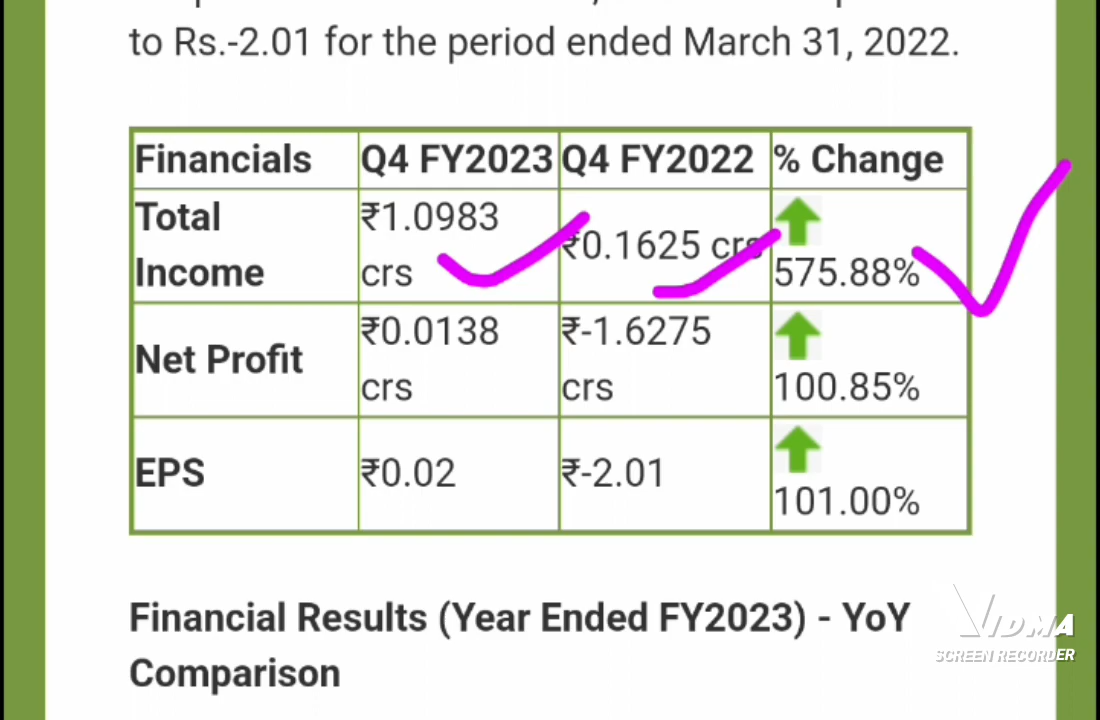 to Rs.-2.01 for the period ended March 31, 2022.
Financials Q4 FY2023 Q4 FY2022 % Change
Total Income ₹1.0983 crs ₹0.1625 crs 575.88%
Net Profit ₹0.0138 crs ₹-1.6275 crs 100.85%
EPS ₹0.02 ₹-2.01 101.00%
Financial Results (Year Ended FY2023) - YoY
Comparison
VIDMA
SCREEN RECORDER